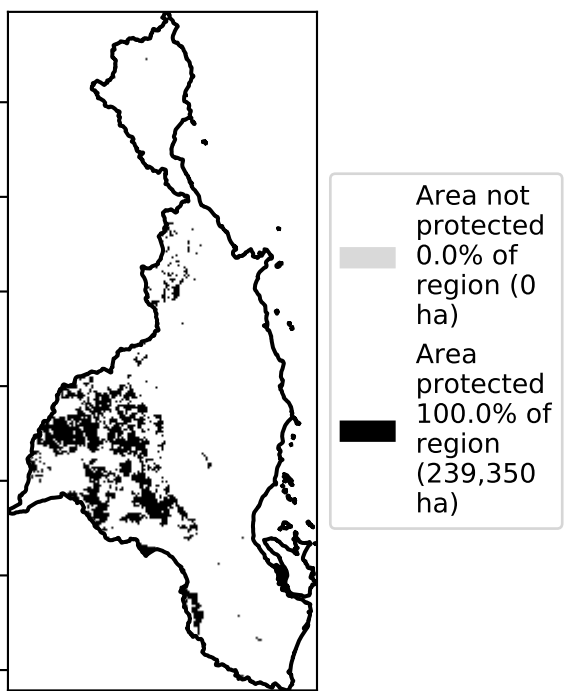 Area not
protected
0.0% of
region (0
ha)
Area
protected
100.0% of
region
(239,350
ha)